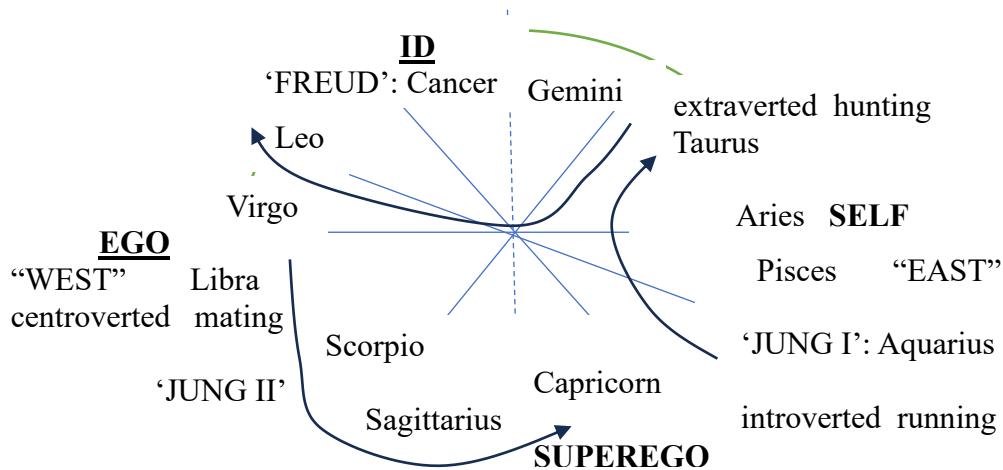 ID
‘FREUD’: Cancer
Gemini
extraverted hunting
Taurus
Leo
Virgo
Aries SELF
EGO
“WEST” Libra
Pisces “EAST”
centroverted mating
Scorpio
‘JUNG I’: Aquarius
‘JUNG II’
Capricorn
Sagittarius
introverted running
SUPEREGO